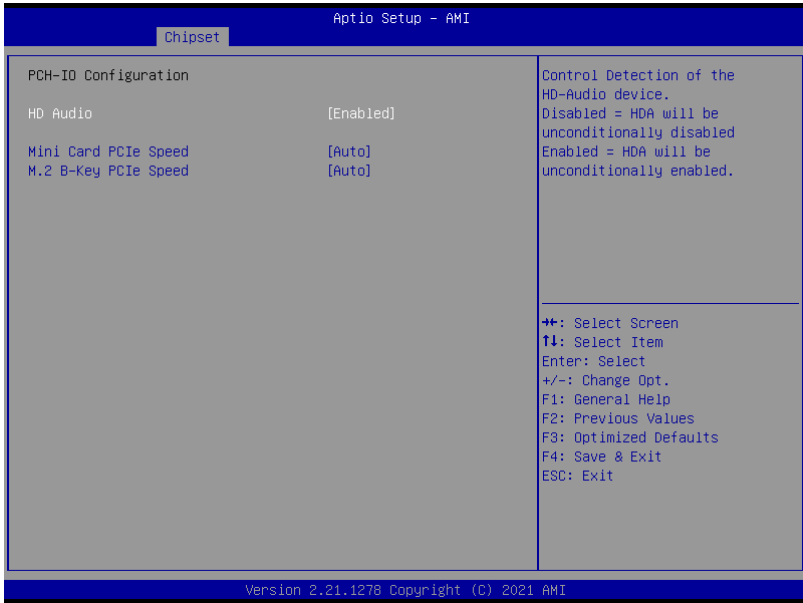 Aptio Setup – AMI
Chipset
PCH-IO Configuration
HD Audio [Enabled]
Mini Card PCIe Speed [Auto]
M.2 B-Key PCIe Speed [Auto]
Control Detection of the
HD-Audio device.
Disabled = HDA will be
unconditionally disabled
Enabled = HDA will be
unconditionally enabled.
→←: Select Screen
↑↓: Select Item
Enter: Select
+/-: Change Opt.
F1: General Help
F2: Previous Values
F3: Optimized Defaults
F4: Save & Exit
ESC: Exit
Version 2.21.1278 Copyright (C) 2021 AMI